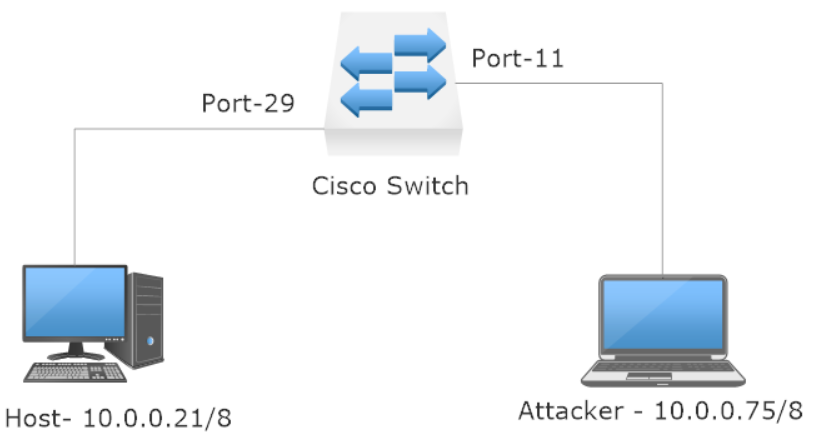 Port-11
Port-29
Cisco Switch
Host- 10.0.0.21/8
Attacker - 10.0.0.75/8